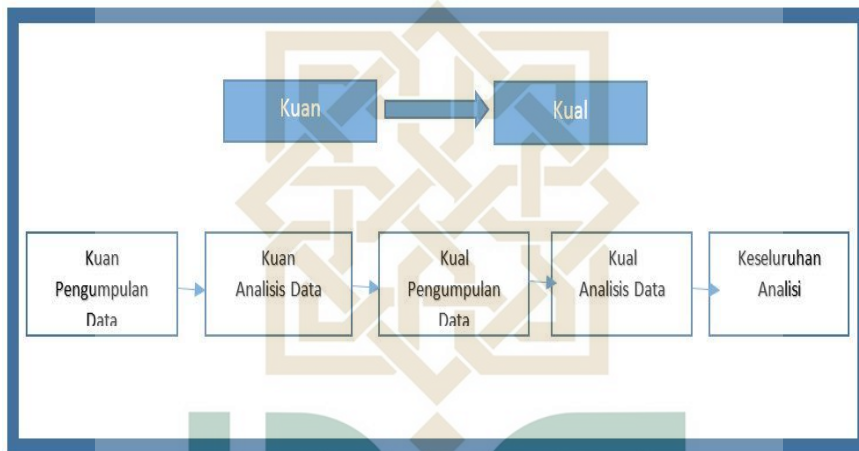 Kuan
Kual
Kuan
Pengumpulan
Data
Kuan
Analisis Data
Kual
Pengumpulan
Data
Kual
Analisis Data
Keseluruhan
Analisi